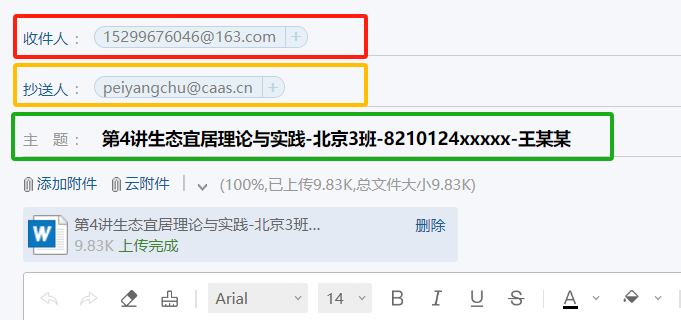 收件人： 15299676046@163.com +
抄送人： peiyangchu@caas.cn +
主 题： 第4讲生态宜居理论与实践-北京3班-8210124xxxxx-王某某
添加附件 云附件 (100%,已上传9.83K,总文件大小9.83K)
W 第4讲生态宜居理论与实践-北京3班... 删除
9.83K 上传完成
Arial 14 B I U S A